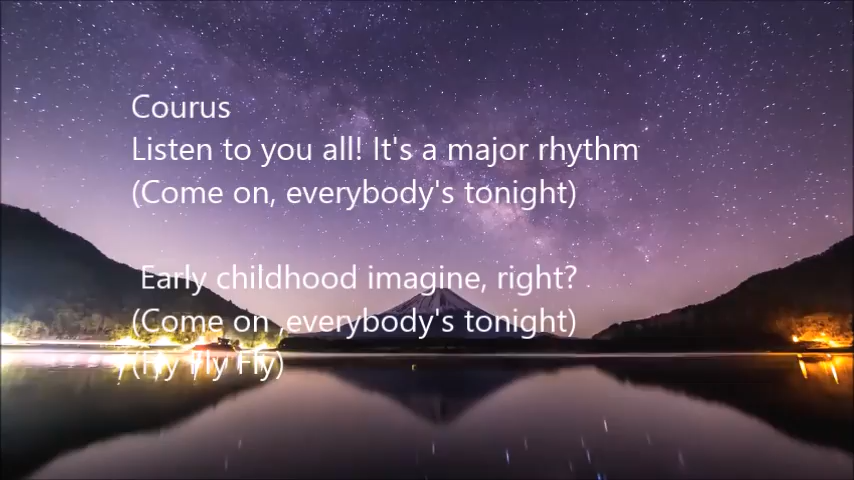 Courus
Listen to you all! It's a major rhythm
(Come on, everybody's tonight)
Early childhood imagine, right?
(Come on ,everybody's tonight)
(Fly Fly Fly)